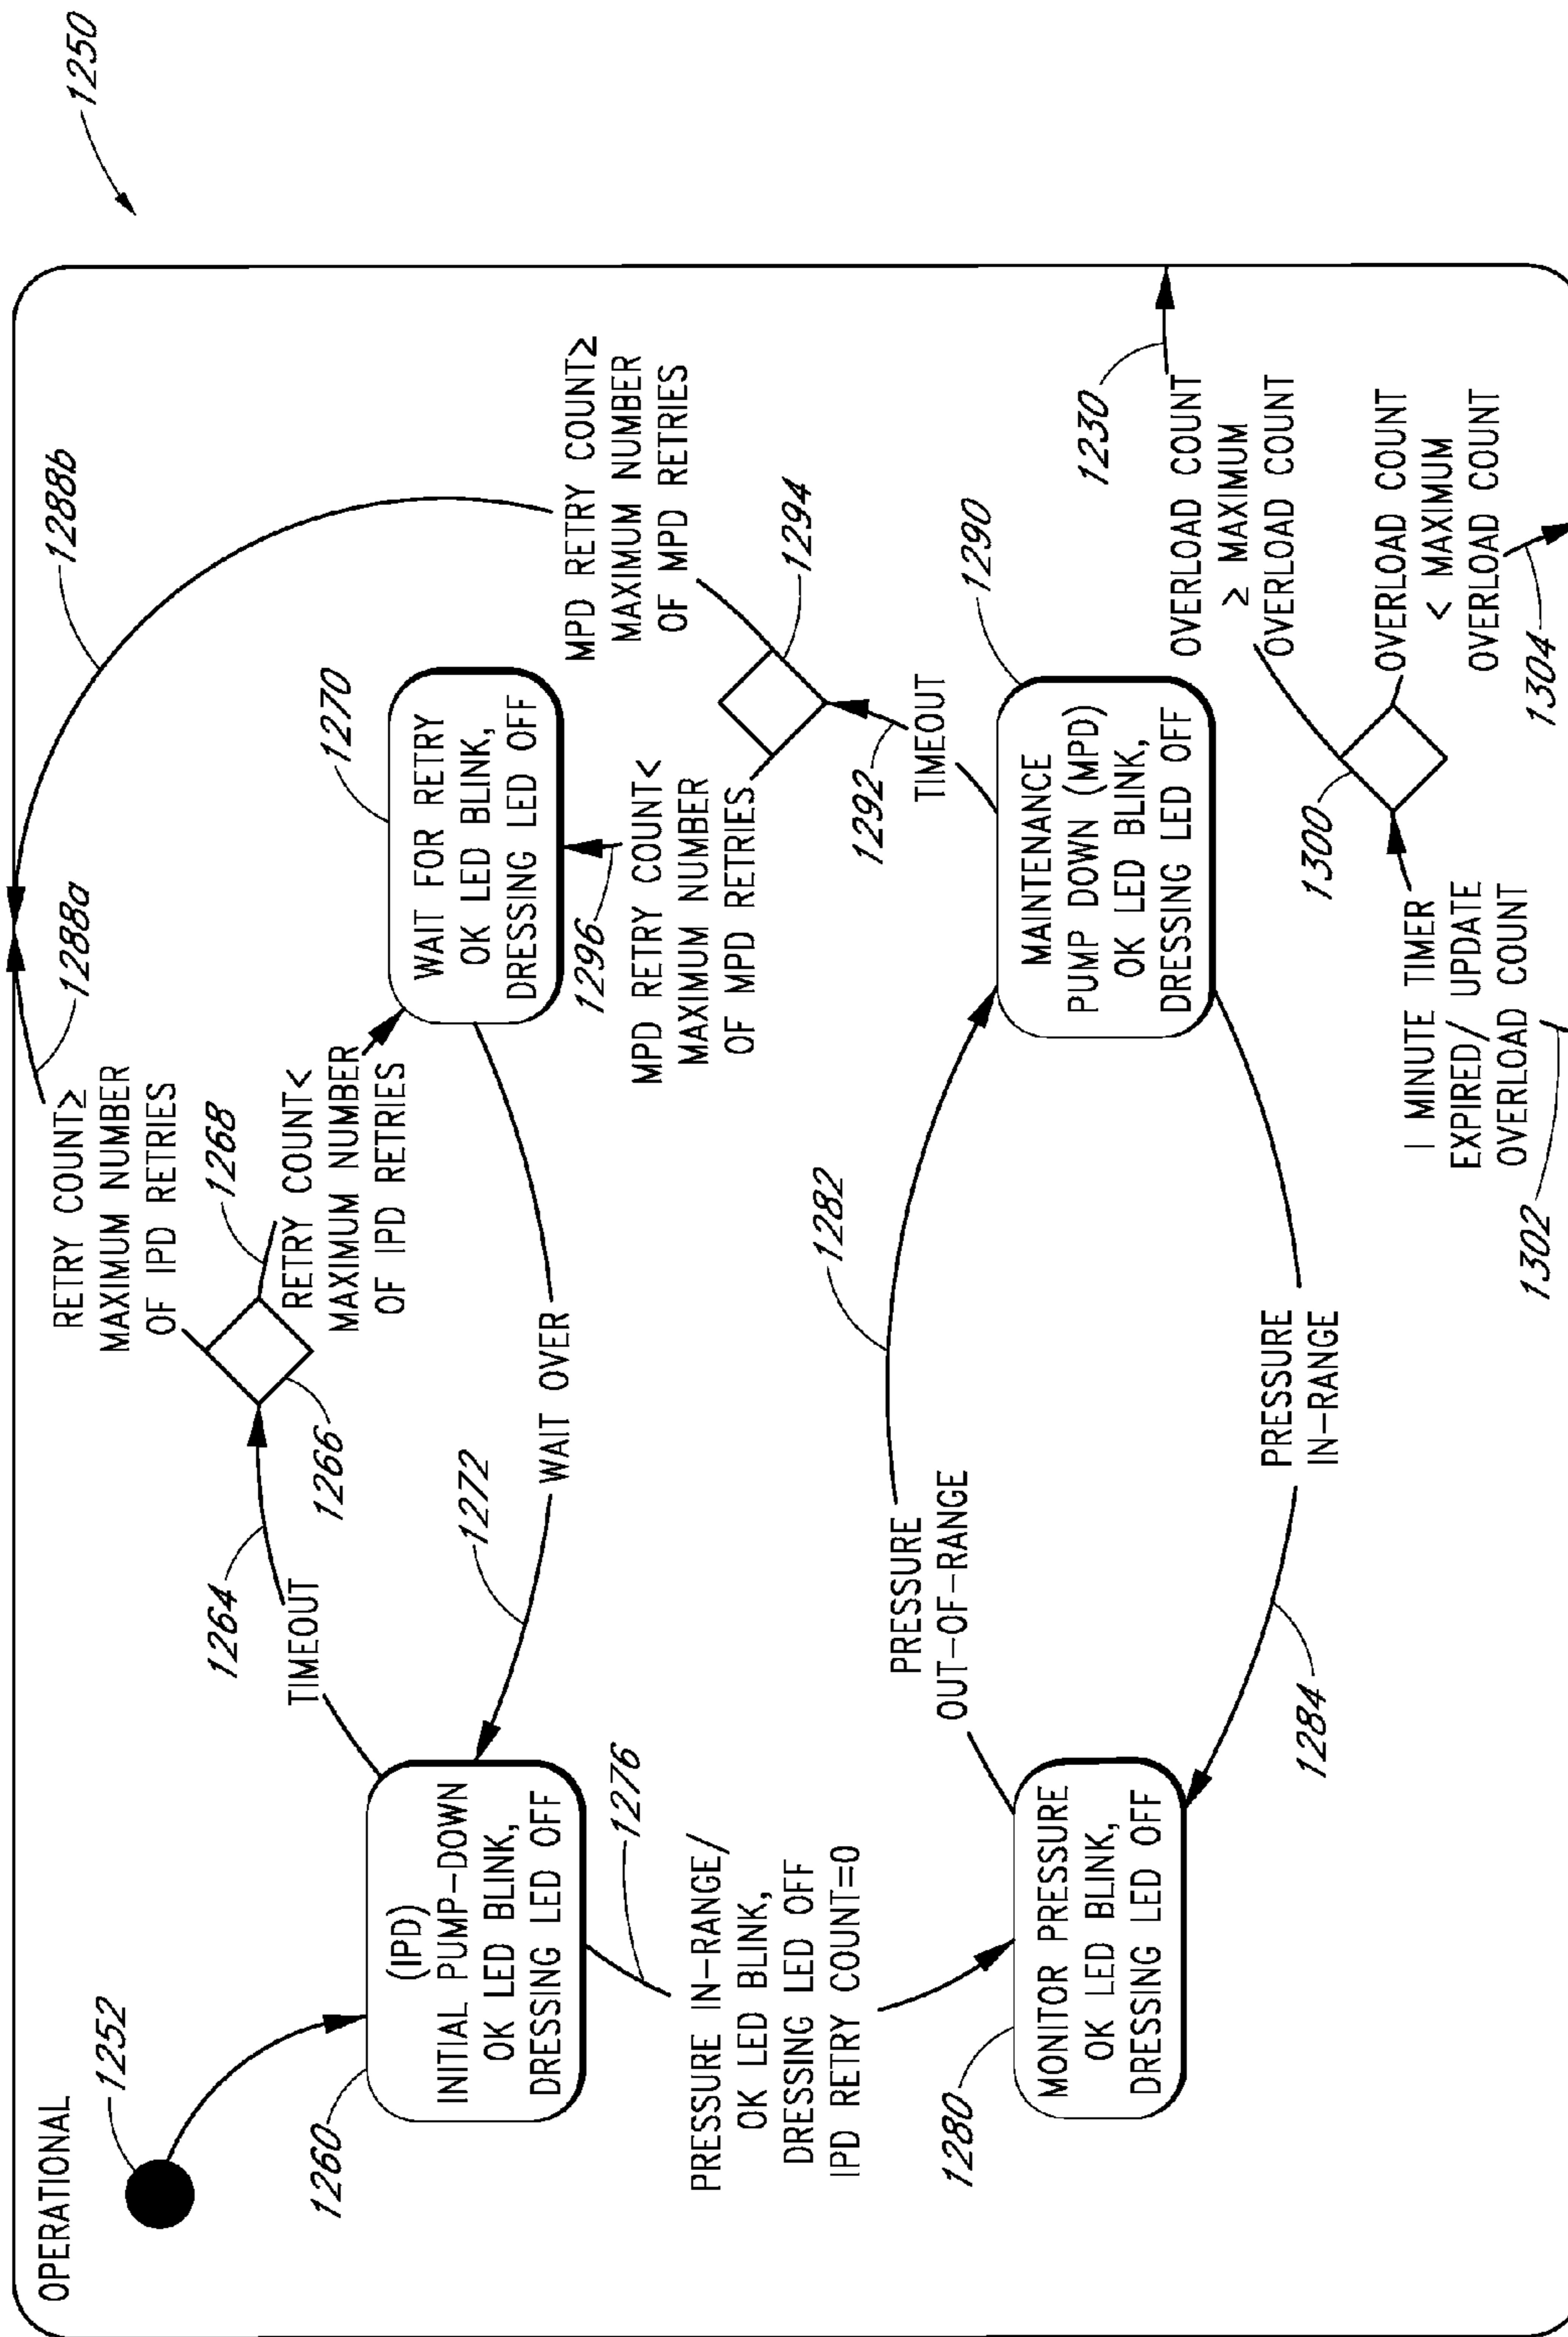 1250
OPERATIONAL
1252
1260
(IPD)
INITIAL PUMP-DOWN
OK LED BLINK,
DRESSING LED OFF
1264
TIMEOUT
1266
1268
RETRY COUNT≥
MAXIMUM NUMBER
OF IPD RETRIES
1288a
1288b
RETRY COUNT<
MAXIMUM NUMBER
OF IPD RETRIES
1270
WAIT FOR RETRY
OK LED BLINK,
DRESSING LED OFF
1272
WAIT OVER
1276
PRESSURE IN-RANGE/
OK LED BLINK,
DRESSING LED OFF
IPD RETRY COUNT=0
1296
MPD RETRY COUNT<
MAXIMUM NUMBER
OF MPD RETRIES
MPD RETRY COUNT≥
MAXIMUM NUMBER
OF MPD RETRIES
1294
1292
TIMEOUT
1280
MONITOR PRESSURE
OK LED BLINK,
DRESSING LED OFF
PRESSURE
OUT-OF-RANGE
1282
1290
MAINTENANCE
PUMP DOWN (MPD)
OK LED BLINK,
DRESSING LED OFF
1284
PRESSURE
IN-RANGE
1230
OVERLOAD COUNT
≥ MAXIMUM
OVERLOAD COUNT
1300
1 MINUTE TIMER
EXPIRED/ UPDATE
OVERLOAD COUNT
1302
OVERLOAD COUNT
< MAXIMUM
OVERLOAD COUNT
1304